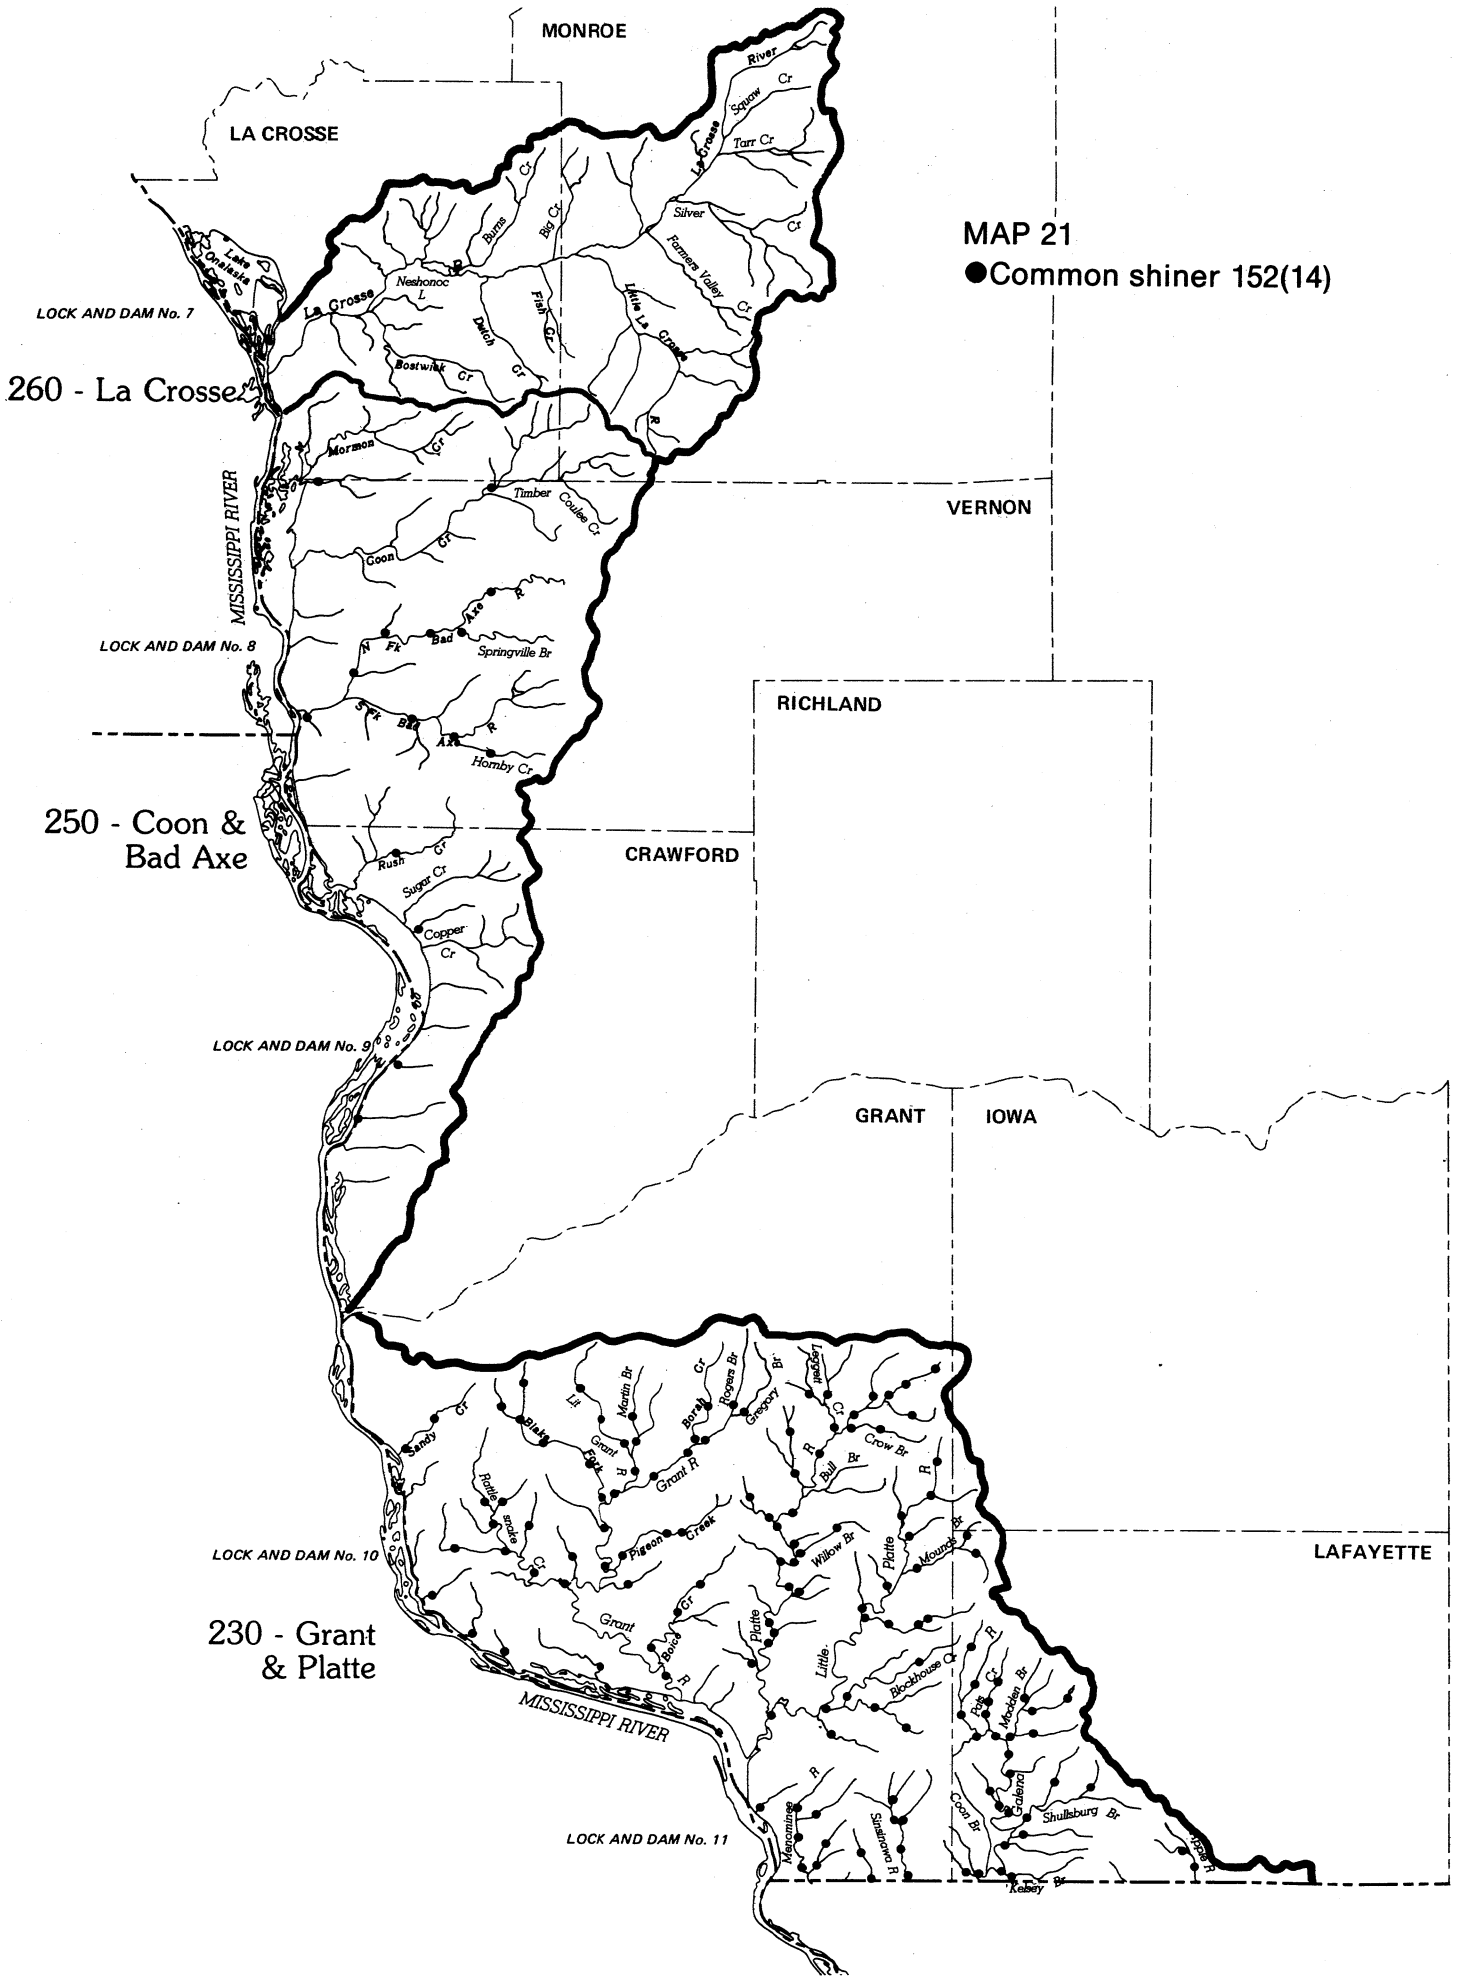 MONROE
LA CROSSE
River
Squaw Cr
La Crosse
Tarr Cr
Silver
Cr
MAP 21
●Common shiner 152(14)
Lake
Onalaska
Burns Cr
Big Cr
Farmers Valley Cr
Neshonoc
L
R
La Crosse
Fish Cr
Dutch Cr
Little La Crosse
R
Bostwick Cr
LOCK AND DAM No. 7
260 - La Crosse
Mormon Cr
Timber
Coulee Cr
VERNON
MISSISSIPPI RIVER
Coon Cr
Bad Axe R
N Fk
Springville Br
LOCK AND DAM No. 8
S Fk Bad Axe R
Hornby Cr
RICHLAND
250 - Coon &
Bad Axe
CRAWFORD
Rush Cr
Sugar Cr
Copper
Cr
LOCK AND DAM No. 9
GRANT
IOWA
Sandy Cr
Blake Fork
Lit
Grant R
Martin Br
Borah Cr
Rogers Br
Gregory Br.
Leggett
Cr
Crow Br
R
Bull Br
Grant R
Rattle
snake
Cr
Pigeon Creek
Willow Br
Platte
R
Mounds Br
LAFAYETTE
LOCK AND DAM No. 10
230 - Grant
& Platte
Grant
R
Boice Cr
Platte
R
Little
Blockhouse Cr
Pats Cr
R
Madden Br
MISSISSIPPI RIVER
Galena
Shullsburg Br
Coon Br
Menominee
R
Sinsinawa R
Apple R
LOCK AND DAM No. 11
Kelsey Br